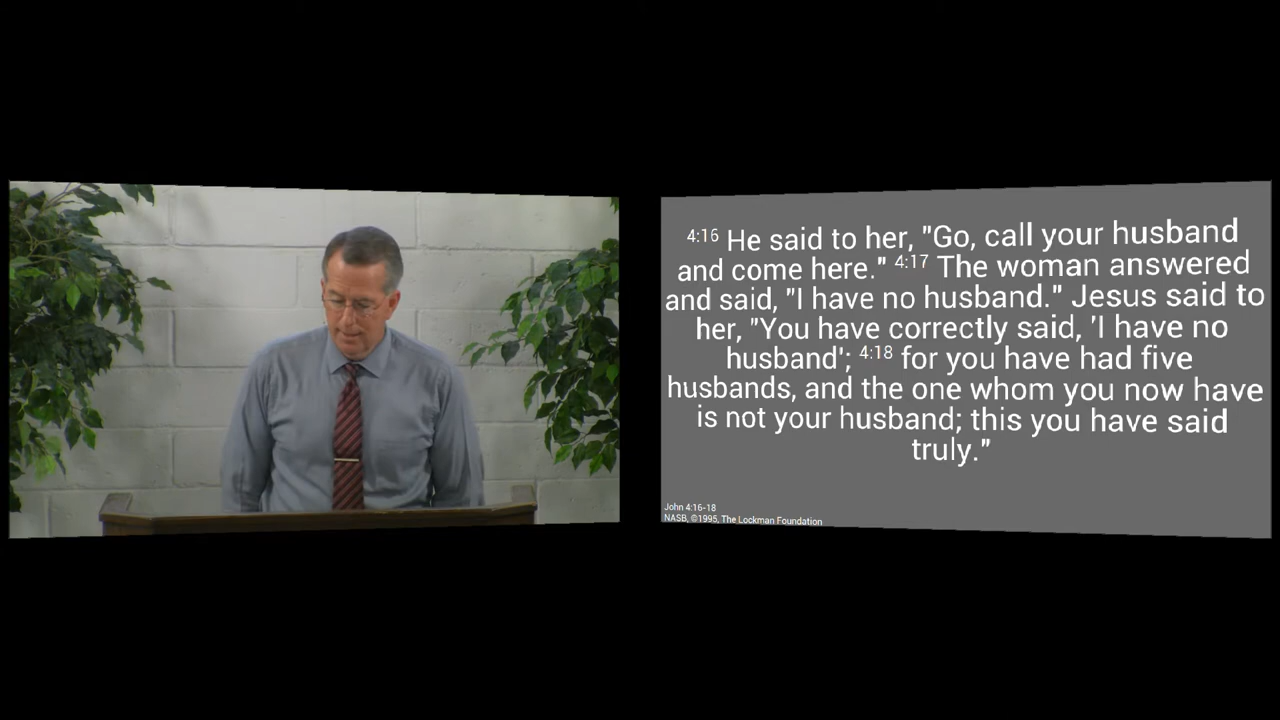 4:16 He said to her, "Go, call your husband
and come here." 4:17 The woman answered
and said, "I have no husband." Jesus said to
her, "You have correctly said, 'I have no
husband'; 4:18 for you have had five
husbands, and the one whom you now have
is not your husband; this you have said
truly."
John 4:16-18
NASB, ©1995, The Lockman Foundation